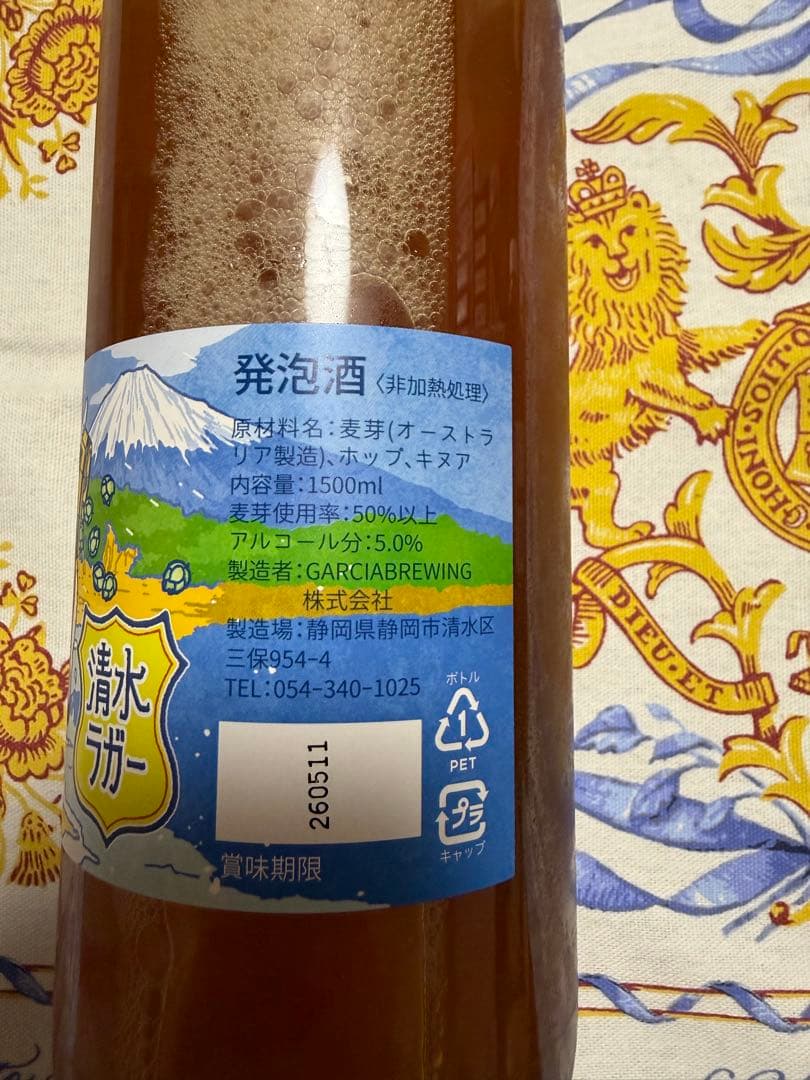 発泡酒〈非加熱処理〉
原材料名:麦芽(オーストラ
リア製造)、ホップ、キヌア
内容量:1500ml
麦芽使用率:50%以上
アルコール分:5.0%
製造者:GARCIABREWING
株式会社
製造場:静岡県静岡市清水区
三保954-4
TEL:054-340-1025
清水
ラガー
ボトル
1
PET
プラ
キャップ
260511
賞味期限
HONI·SOIT·Q
DIEU·ET